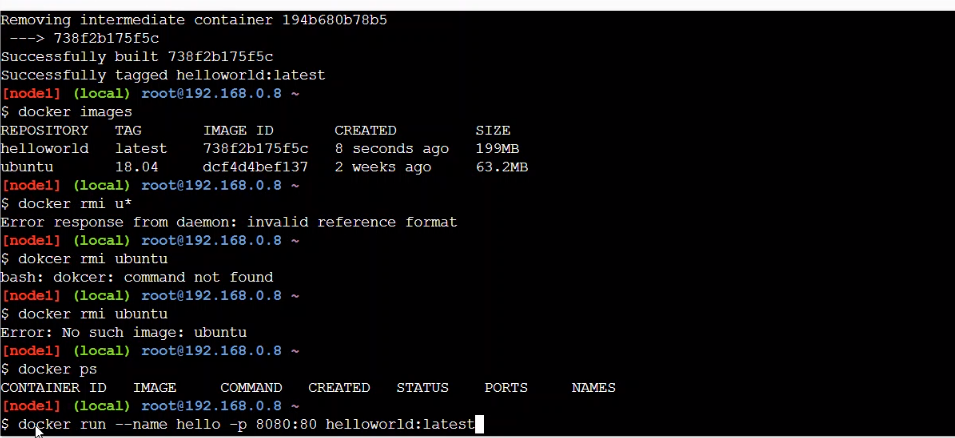 Removing intermediate container 194b680b78b5
 ---> 738f2b175f5c
Successfully built 738f2b175f5c
Successfully tagged helloworld:latest
[node1] (local) root@192.168.0.8 ~
$ docker images
REPOSITORY   TAG       IMAGE ID       CREATED         SIZE
helloworld   latest    738f2b175f5c   8 seconds ago   199MB
ubuntu       18.04     dcf4d4bef137   2 weeks ago     63.2MB
[node1] (local) root@192.168.0.8 ~
$ docker rmi u*
Error response from daemon: invalid reference format
[node1] (local) root@192.168.0.8 ~
$ dokcer rmi ubuntu
bash: dokcer: command not found
[node1] (local) root@192.168.0.8 ~
$ docker rmi ubuntu
Error: No such image: ubuntu
[node1] (local) root@192.168.0.8 ~
$ docker ps
CONTAINER ID   IMAGE     COMMAND   CREATED   STATUS    PORTS     NAMES
[node1] (local) root@192.168.0.8 ~
$ docker run --name hello -p 8080:80 helloworld:latest